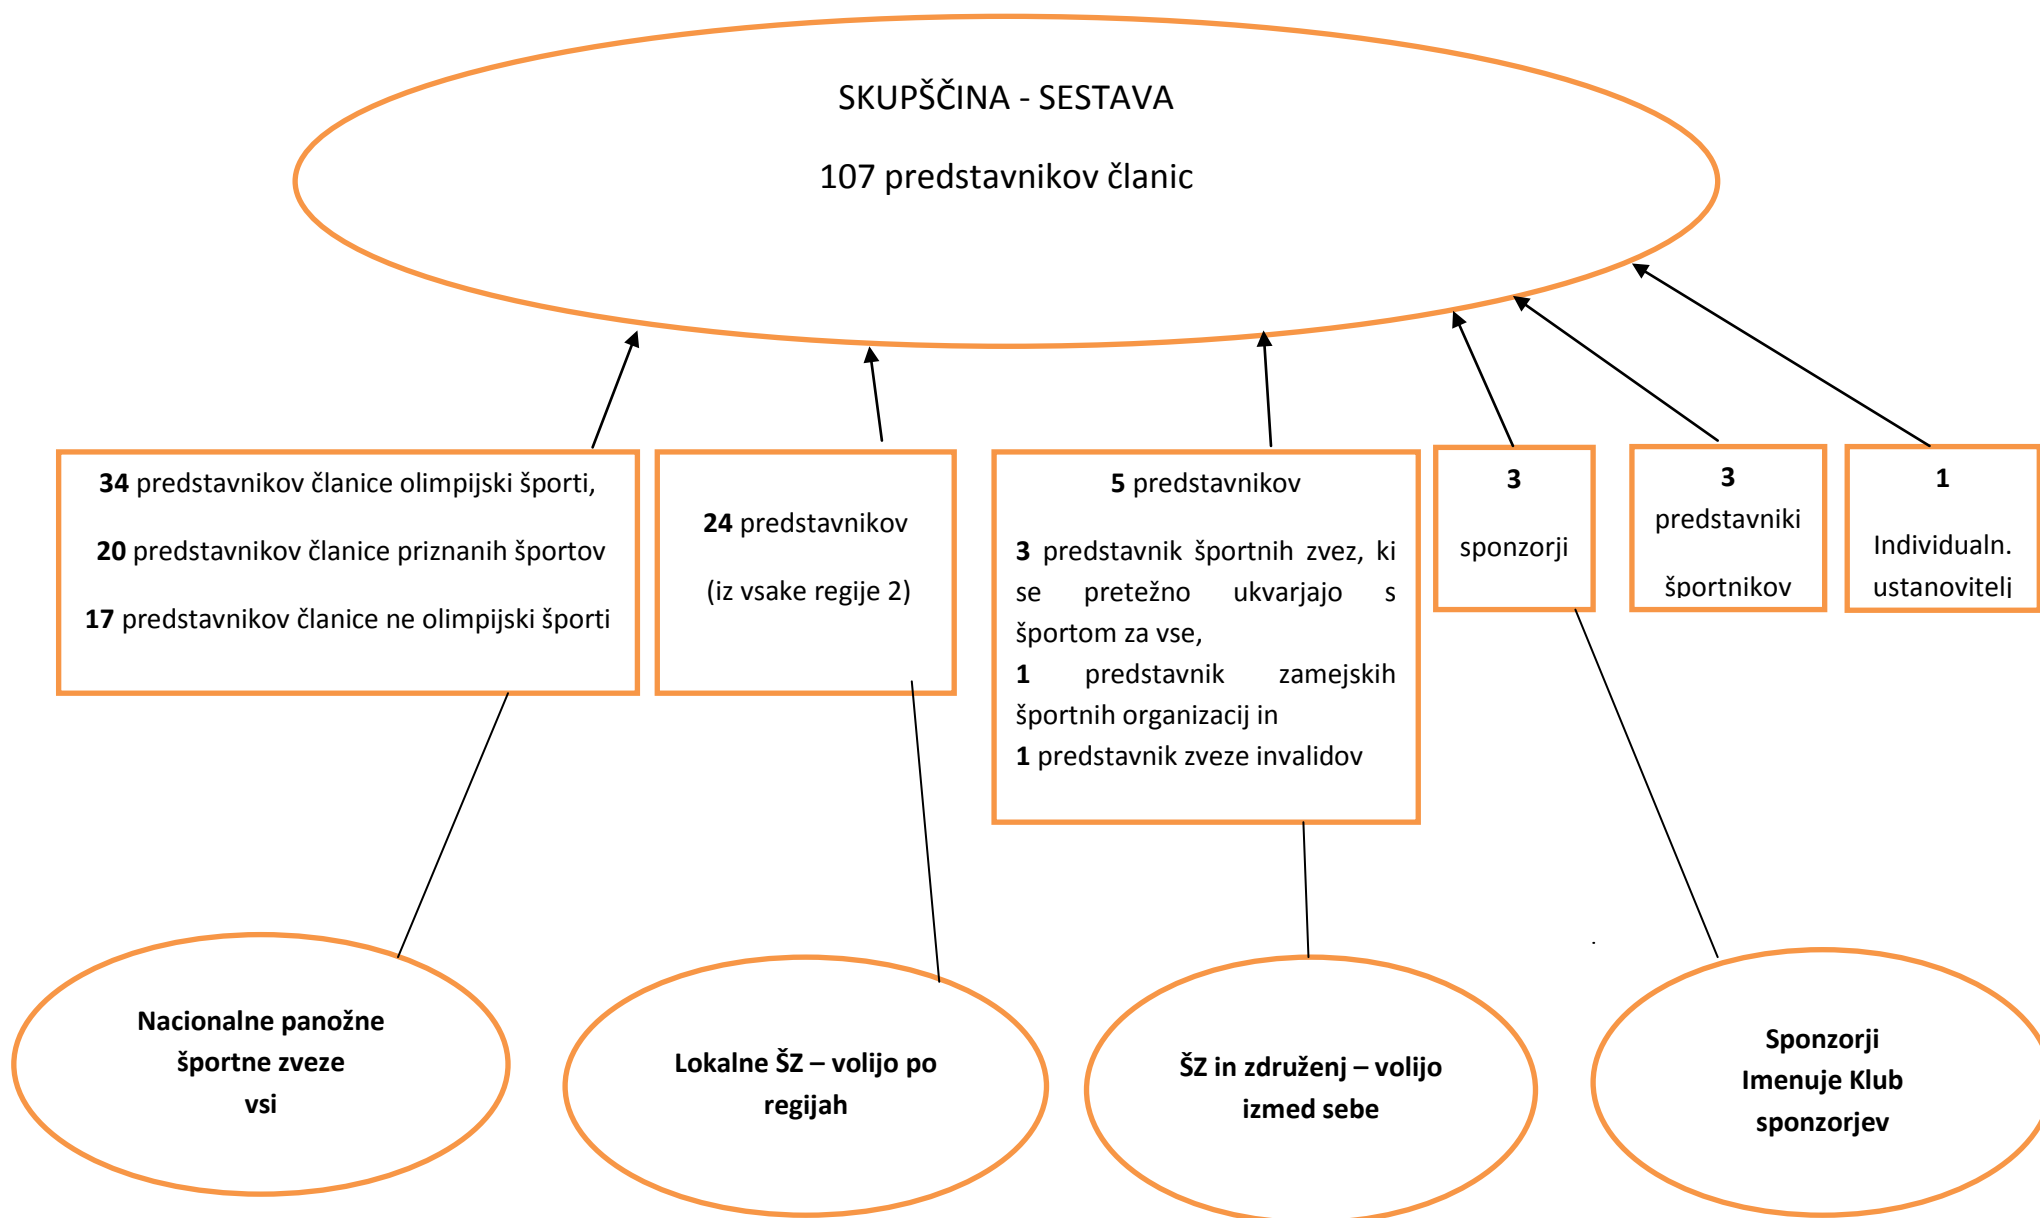 SKUPŠČINA - SESTAVA
107 predstavnikov članic
34 predstavnikov članice olimpijski športi,
20 predstavnikov članice priznanih športov
17 predstavnikov članice ne olimpijski športi
24 predstavnikov
(iz vsake regije 2)
5 predstavnikov
3 predstavnik športnih zvez, ki
se pretežno ukvarjajo s
športom za vse,
1 predstavnik zamejskih
športnih organizacij in
1 predstavnik zveze invalidov
3
sponzorji
3
predstavniki
športnikov
1
Individualn.
ustanovitelj
Nacionalne panožne
športne zveze
vsi
Lokalne ŠZ – volijo po
regijah
ŠZ in združenj – volijo
izmed sebe
Sponzorji
Imenuje Klub
sponzorjev